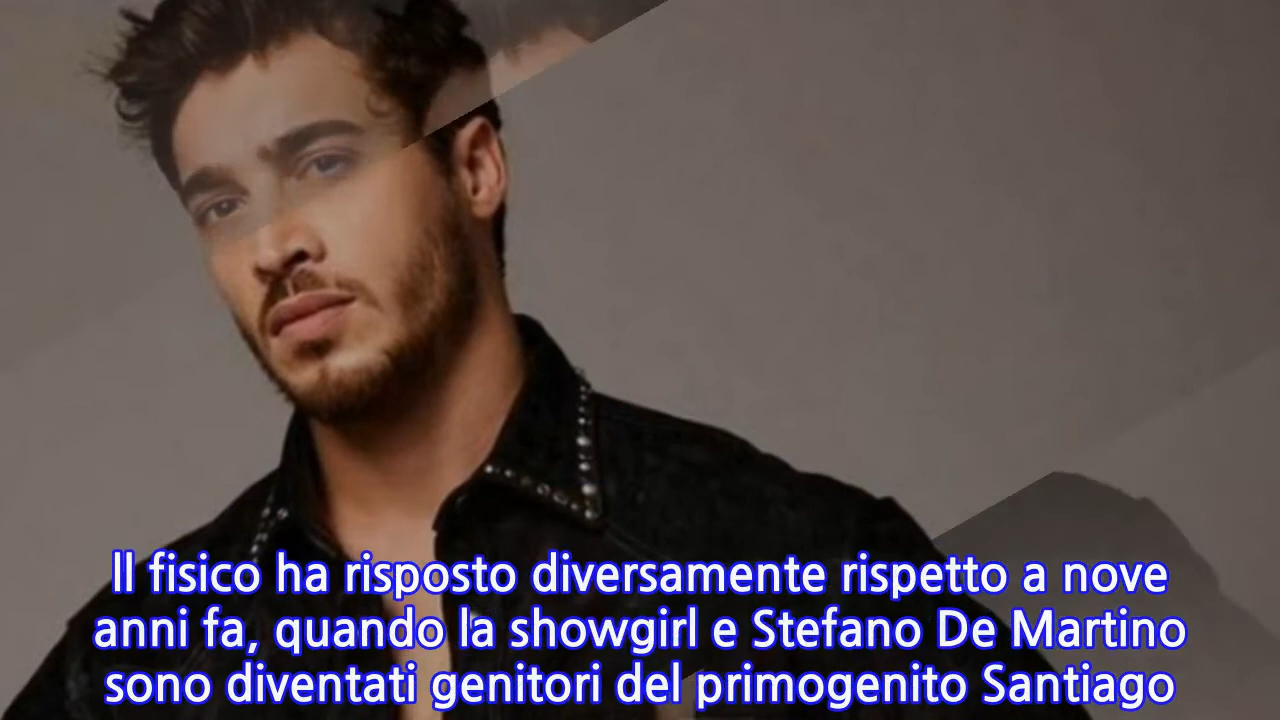 Il fisico ha risposto diversamente rispetto a nove
anni fa, quando la showgirl e Stefano De Martino
sono diventati genitori del primogenito Santiago